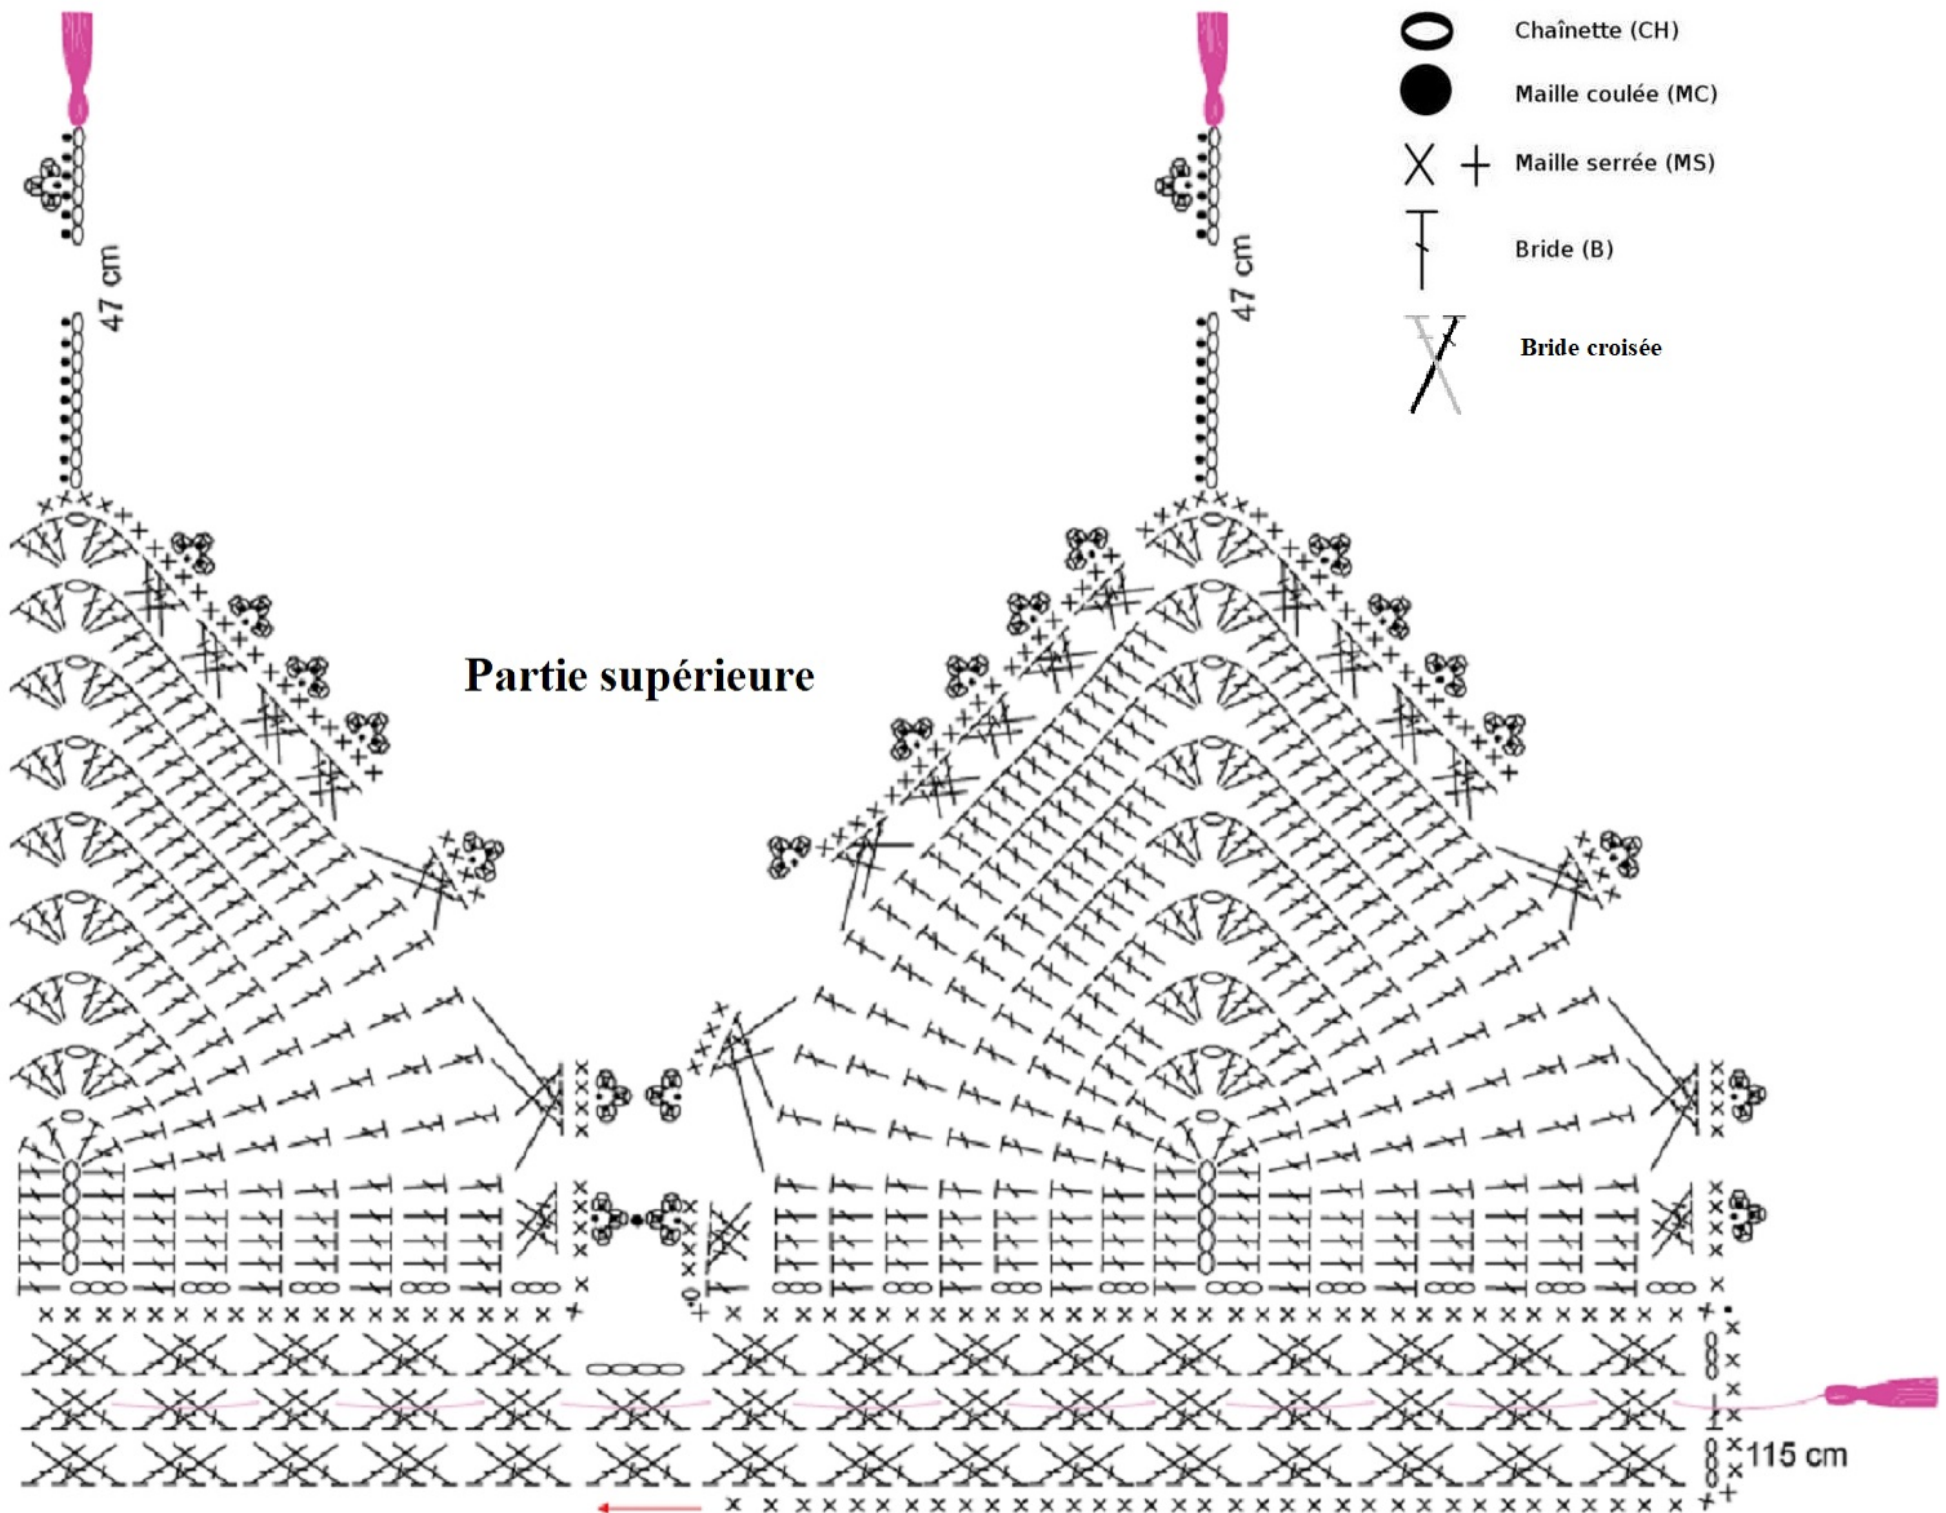 Chaînette (CH)
Maille coulée (MC)
Maille serrée (MS)
Bride (B)
Bride croisée
47 cm
47 cm
Partie supérieure
115 cm